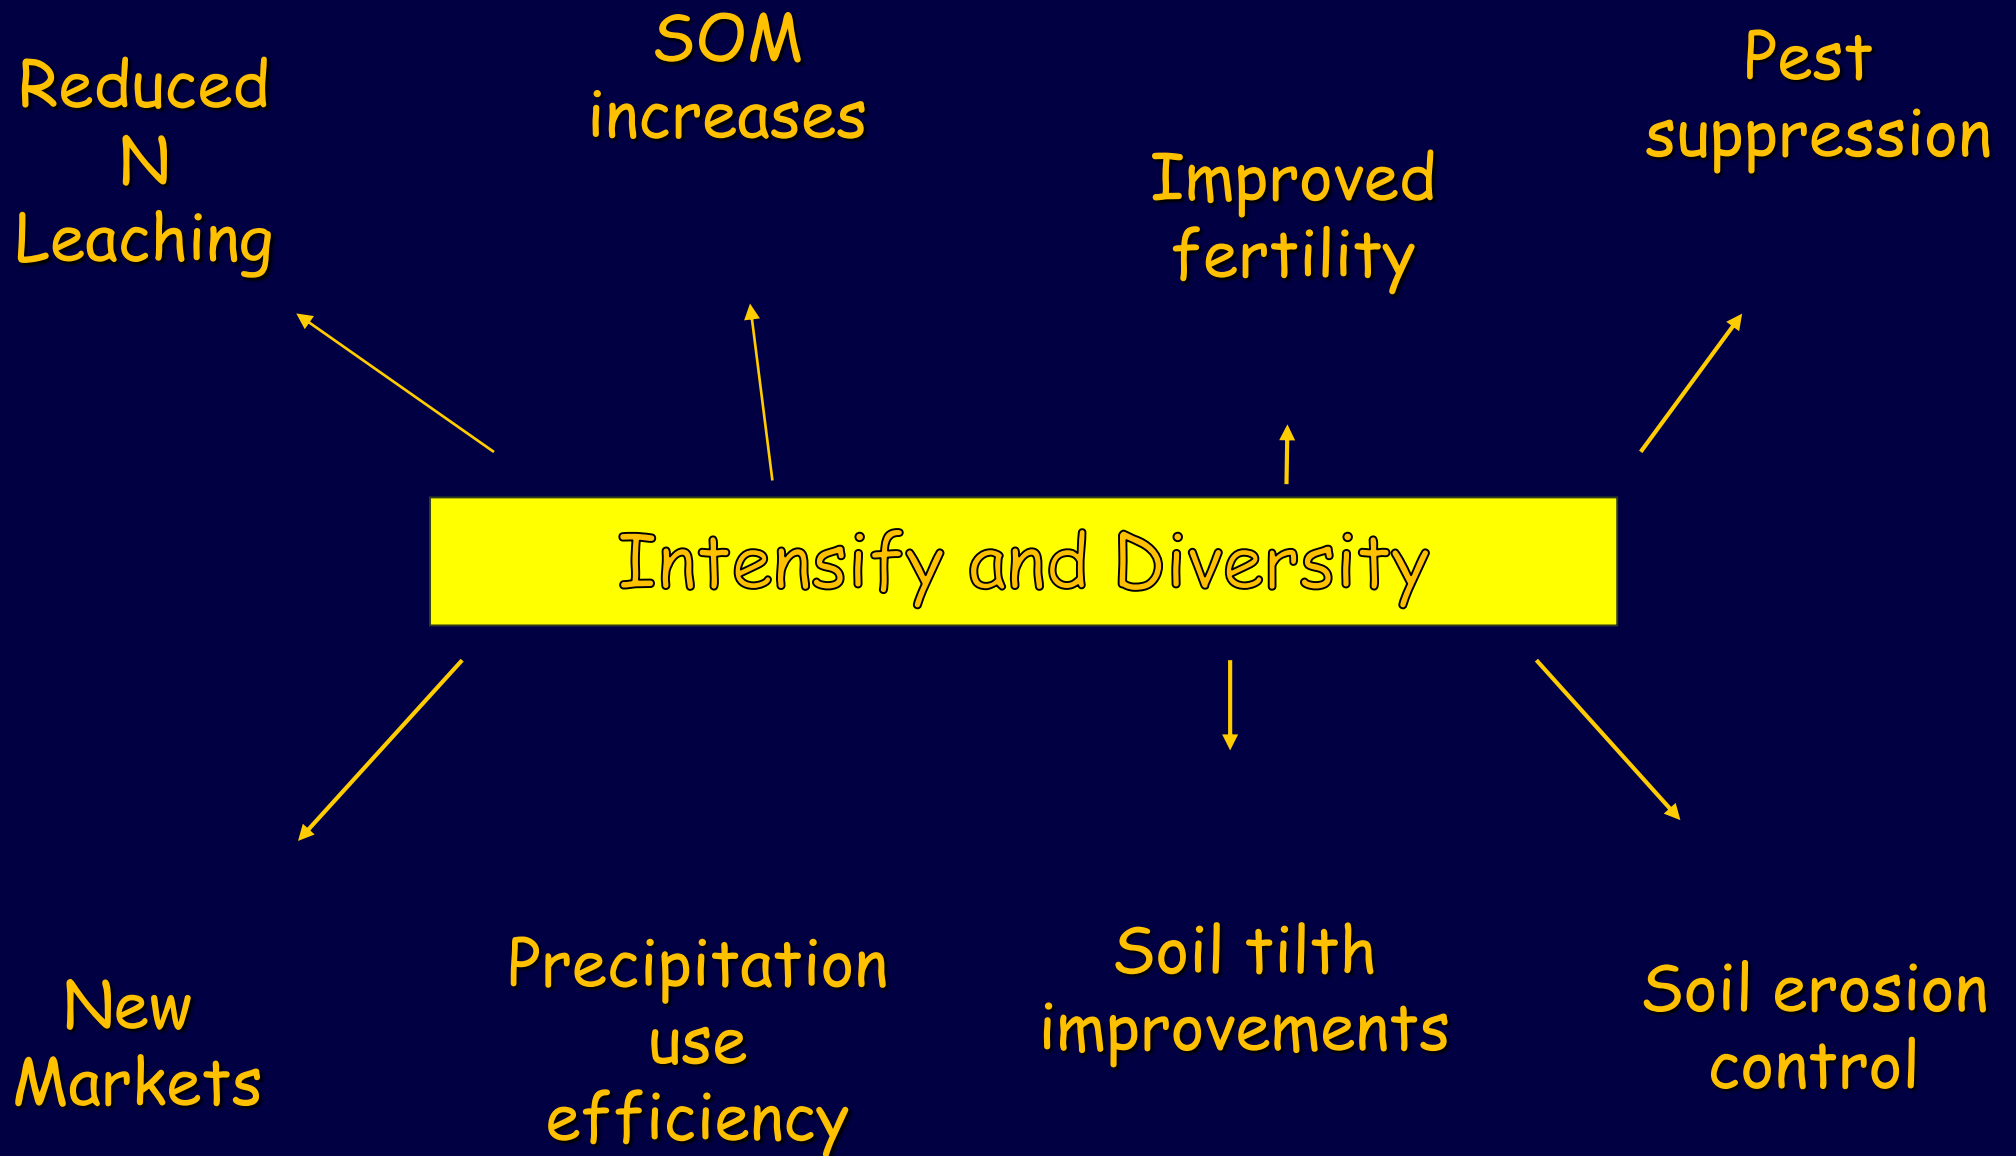 Reduced
N
Leaching
SOM
increases
Improved
fertility
Pest
suppression
Intensify and Diversity
New
Markets
Precipitation
use
efficiency
Soil tilth
improvements
Soil erosion
control